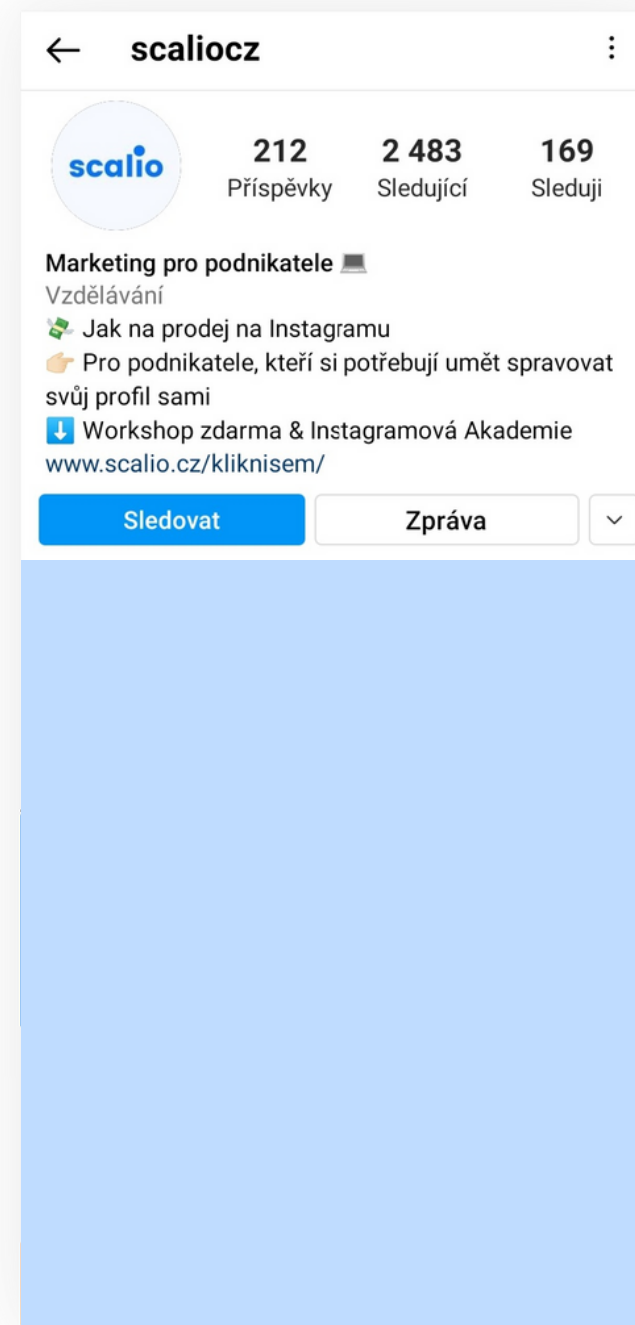 scaliocz
scalio
212 2 483 169
Příspěvky Sledující Sleduji
Marketing pro podnikatele 💻
Vzdělávání
💸 Jak na prodej na Instagramu
👉🏻 Pro podnikatele, kteří si potřebují umět spravovat
svůj profil sami
⬇️ Workshop zdarma & Instagramová Akademie
www.scalio.cz/kliknisem/
Sledovat Zpráva